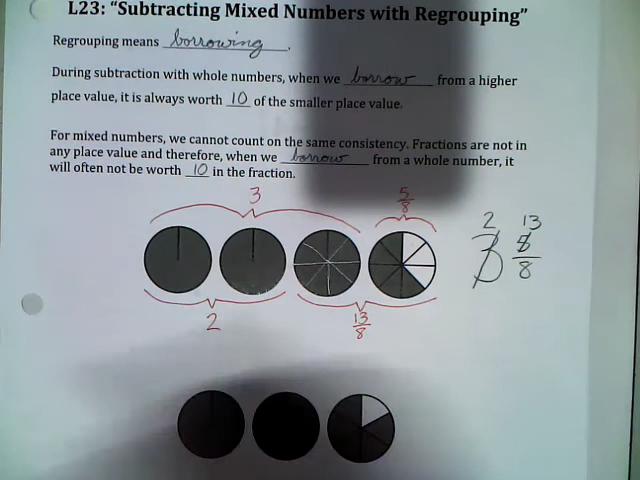 L23: “Subtracting Mixed Numbers with Regrouping”
Regrouping means borrowing.
During subtraction with whole numbers, when we borrow from a higher
place value, it is always worth 10 of the smaller place value.
For mixed numbers, we cannot count on the same consistency. Fractions are not in
any place value and therefore, when we borrow from a whole number, it
will often not be worth 10 in the fraction.
3 5/8
2 13
3 5/8
2 13/8